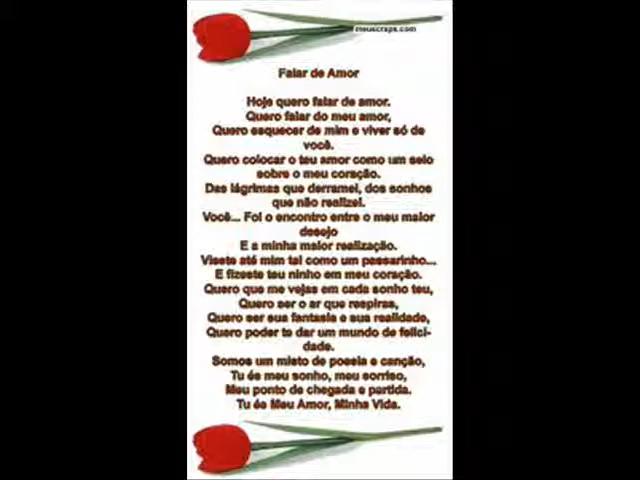 meuscraps.com
Falar de Amor
Hoje quero falar de amor.
Quero falar do meu amor,
Quero esquecer de mim e viver só de
você.
Quero colocar o teu amor como um selo
sobre o meu coração.
Das lágrimas que derramei, dos sonhos
que não realizei.
Você... Foi o encontro entre o meu maior
desejo
E a minha maior realização.
Vieste até mim tal como um passarinho...
E fizeste teu ninho em meu coração.
Quero que me vejas em cada sonho teu,
Quero ser o ar que respiras,
Quero ser sua fantasia e sua realidade,
Quero poder te dar um mundo de felici-
dade.
Somos um misto de poesia e canção,
Tu és meu sonho, meu sorriso,
Meu ponto de chegada e partida.
Tu és Meu Amor, Minha Vida.